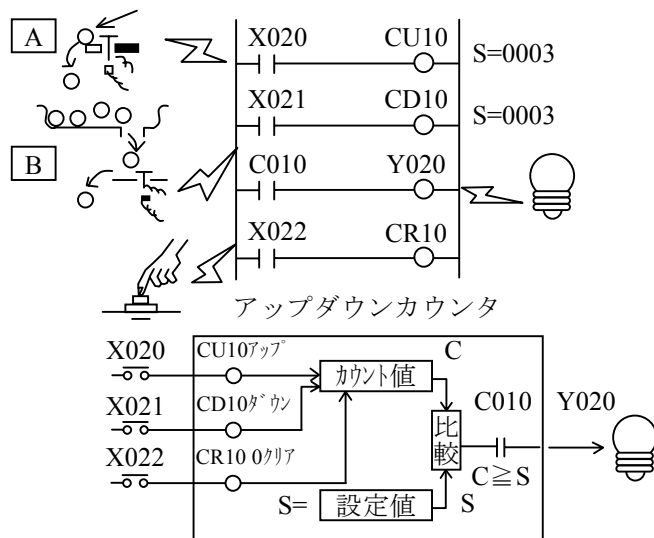 A
X020 CU10 S=0003
X021 CD10 S=0003
B
C010 Y020
X022 CR10
アップダウンカウンタ
X020 CU10アップ カウント値 C
X021 CD10ダウン 比較 C010 Y020
X022 CR10 0クリア C≧S
S= 設定値 S